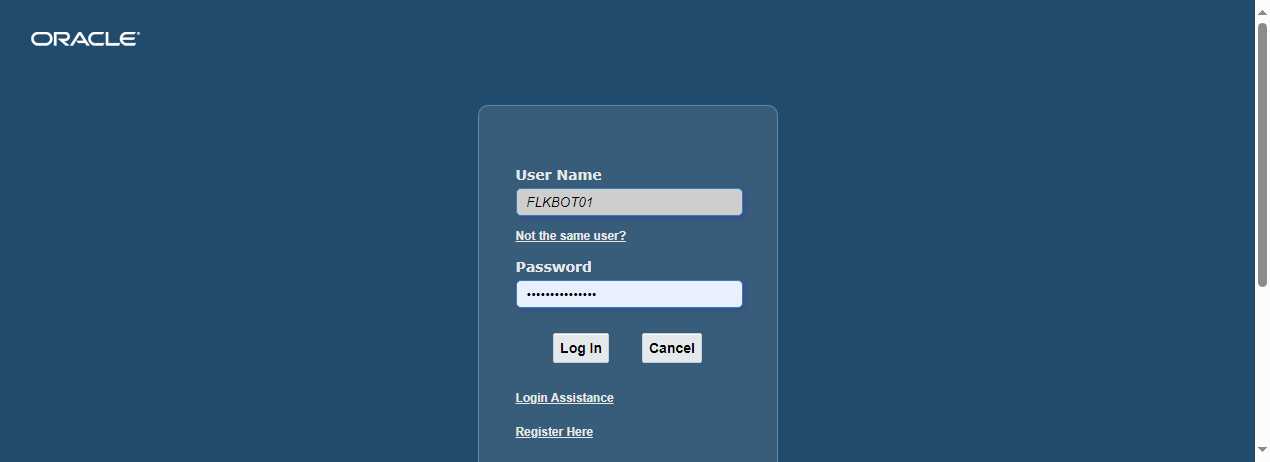 ORACLE
User Name
FLKBOT01
Not the same user?
Password
Log In
Cancel
Login Assistance
Register Here